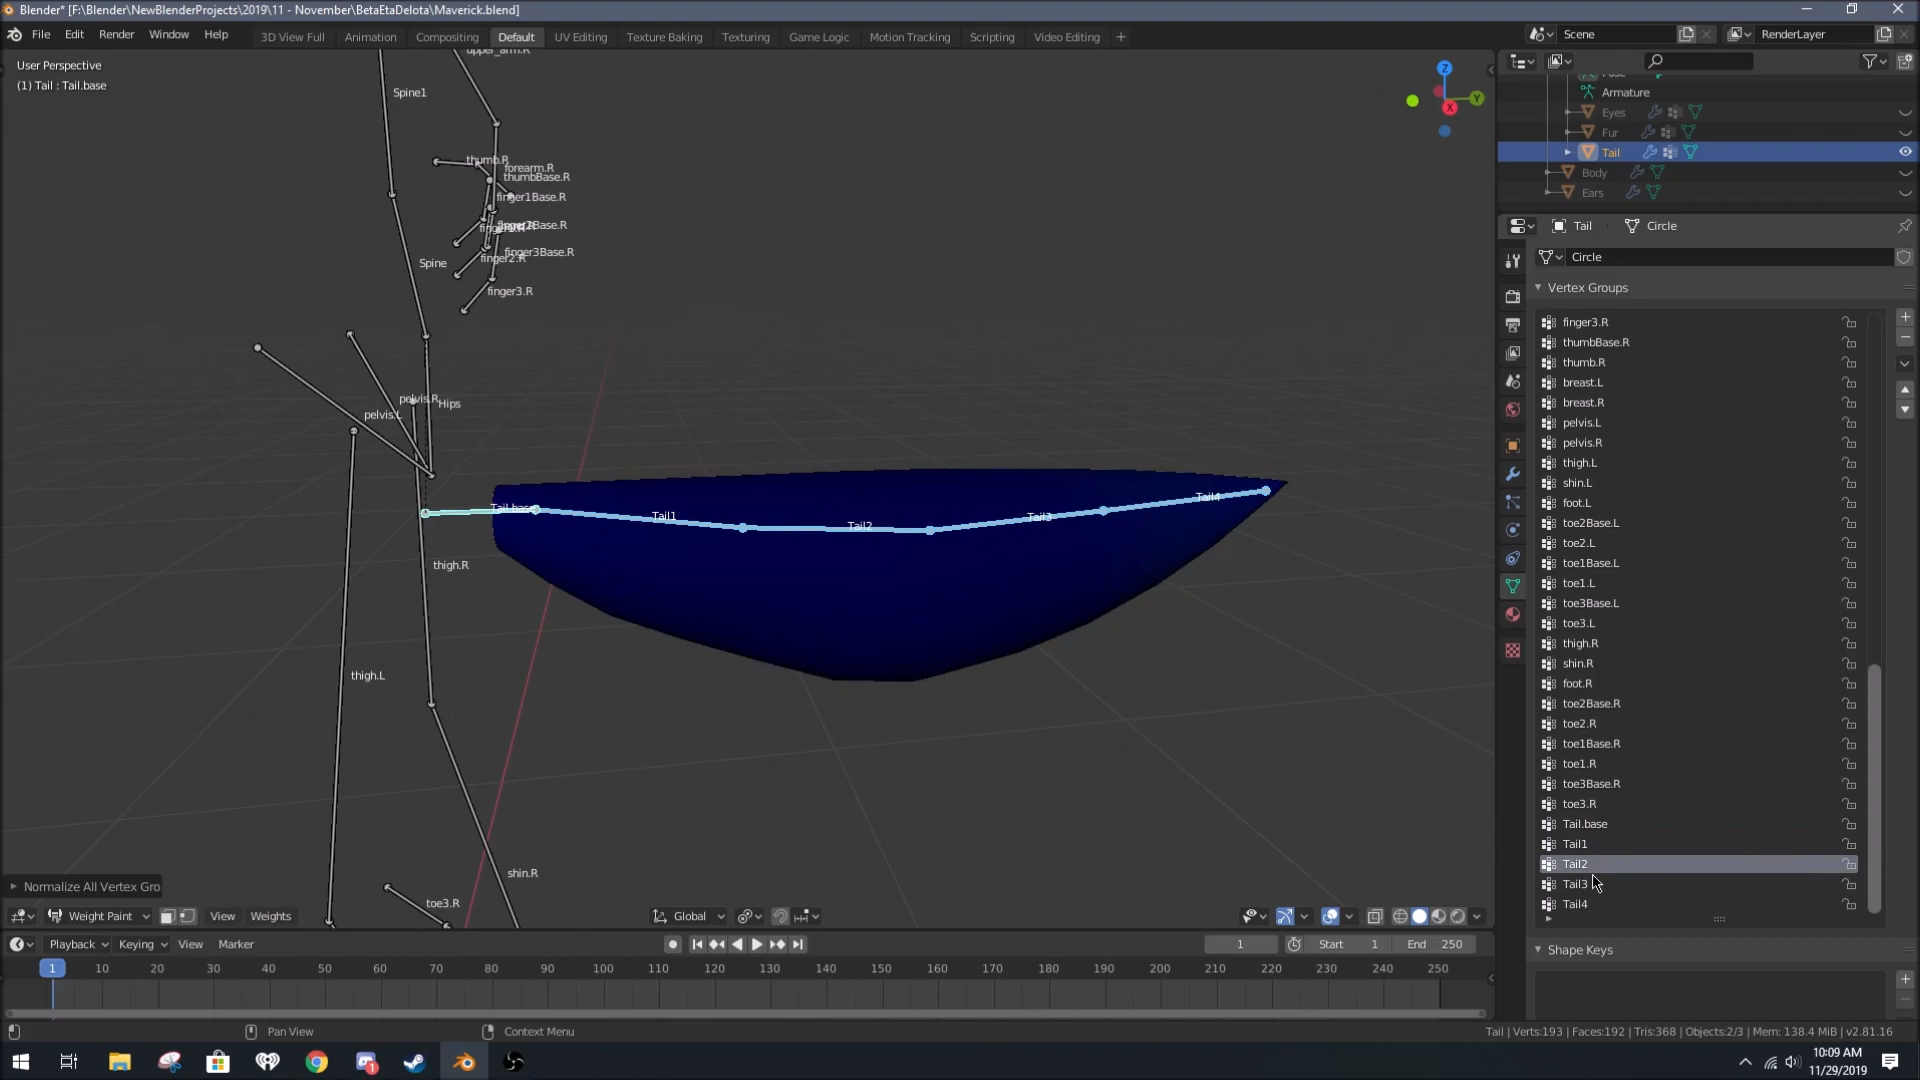 Blender* [F:\Blender\NewBlenderProjects\2019\11 - November\BetaEtaDelota\Maverick.blend]
File Edit Render Window Help 3D View Full Animation Compositing Default UV Editing Texture Baking Texturing Game Logic Motion Tracking Scripting Video Editing + Scene RenderLayer
User Perspective
(1) Tail : Tail.base
upper_arm.R
Spine1
thumb.R
forearm.R
thumbBase.R
finger1Base.R
finger2Base.R
finger3Base.R
finger2.R
Spine
finger3.R
pelvis.R
Hips
pelvis.L
Tail.base
Tail1
Tail2
Tail3
Tail4
thigh.R
thigh.L
shin.R
toe3.R
Z
Y
X
Armature
Eyes
Fur
Tail
Body
Ears
Tail Circle
Circle
Vertex Groups
finger3.R
thumbBase.R
thumb.R
breast.L
breast.R
pelvis.L
pelvis.R
thigh.L
shin.L
foot.L
toe2Base.L
toe2.L
toe1Base.L
toe1.L
toe3Base.L
toe3.L
thigh.R
shin.R
foot.R
toe2Base.R
toe2.R
toe1Base.R
toe1.R
toe3Base.R
toe3.R
Tail.base
Tail1
Tail2
Tail3
Tail4
Shape Keys
Normalize All Vertex Gro
Weight Paint View Weights Global
Playback Keying View Marker 1 Start 1 End 250
1 10 20 30 40 50 60 70 80 90 100 110 120 130 140 150 160 170 180 190 200 210 220 230 240 250
Pan View Context Menu Tail | Verts:193 | Faces:192 | Tris:368 | Objects:2/3 | Mem: 138.4 MiB | v2.81.16
1
10:09 AM
11/29/2019